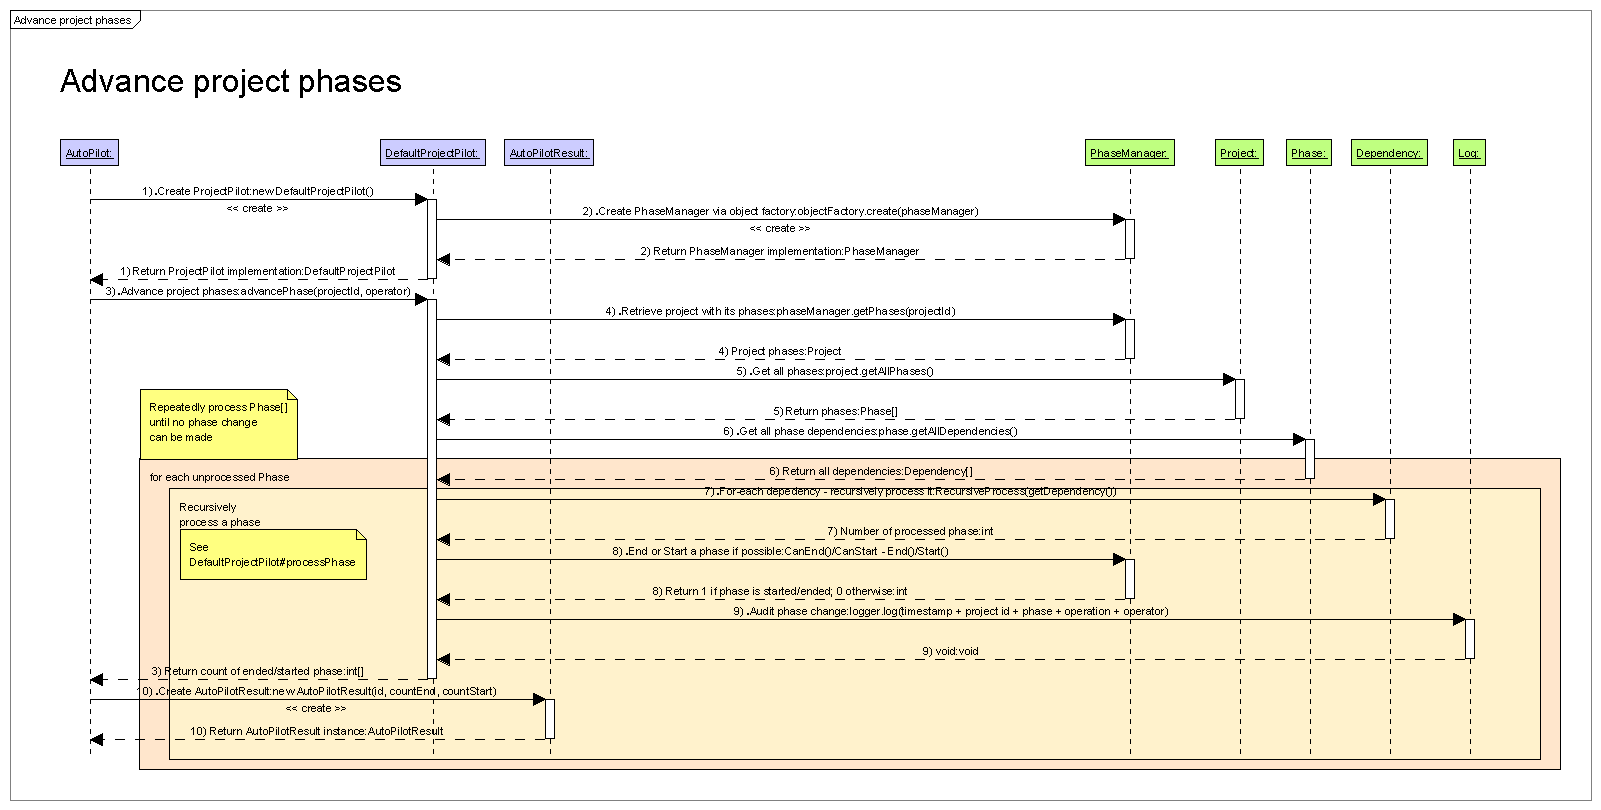 Advance project phases
Advance project phases
AutoPilot:
DefaultProjectPilot:
AutoPilotResult:
PhaseManager:
Project:
Phase:
Dependency:
Log:
1) .Create ProjectPilot:new DefaultProjectPilot()
<< create >>
2) .Create PhaseManager via object factory:objectFactory.create(phaseManager)
<< create >>
2) Return PhaseManager implementation:PhaseManager
1) Return ProjectPilot implementation:DefaultProjectPilot
3) .Advance project phases:advancePhase(projectId, operator)
4) .Retrieve project with its phases:phaseManager.getPhases(projectId)
4) Project phases:Project
5) .Get all phases:project.getAllPhases()
Repeatedly process Phase[]
until no phase change
can be made
5) Return phases:Phase[]
6) .Get all phase dependencies:phase.getAllDependencies()
for each unprocessed Phase
6) Return all dependencies:Dependency[]
7) .For-each depedency - recursively process it:RecursiveProcess(getDependency())
Recursively
process a phase
7) Number of processed phase:int
See
DefaultProjectPilot#processPhase
8) .End or Start a phase if possible:CanEnd()/CanStart - End()/Start()
8) Return 1 if phase is started/ended; 0 otherwise:int
9) .Audit phase change:logger.log(timestamp + project id + phase + operation + operator)
9) void:void
3) Return count of ended/started phase:int[]
10) .Create AutoPilotResult:new AutoPilotResult(id, countEnd, countStart)
<< create >>
10) Return AutoPilotResult instance:AutoPilotResult